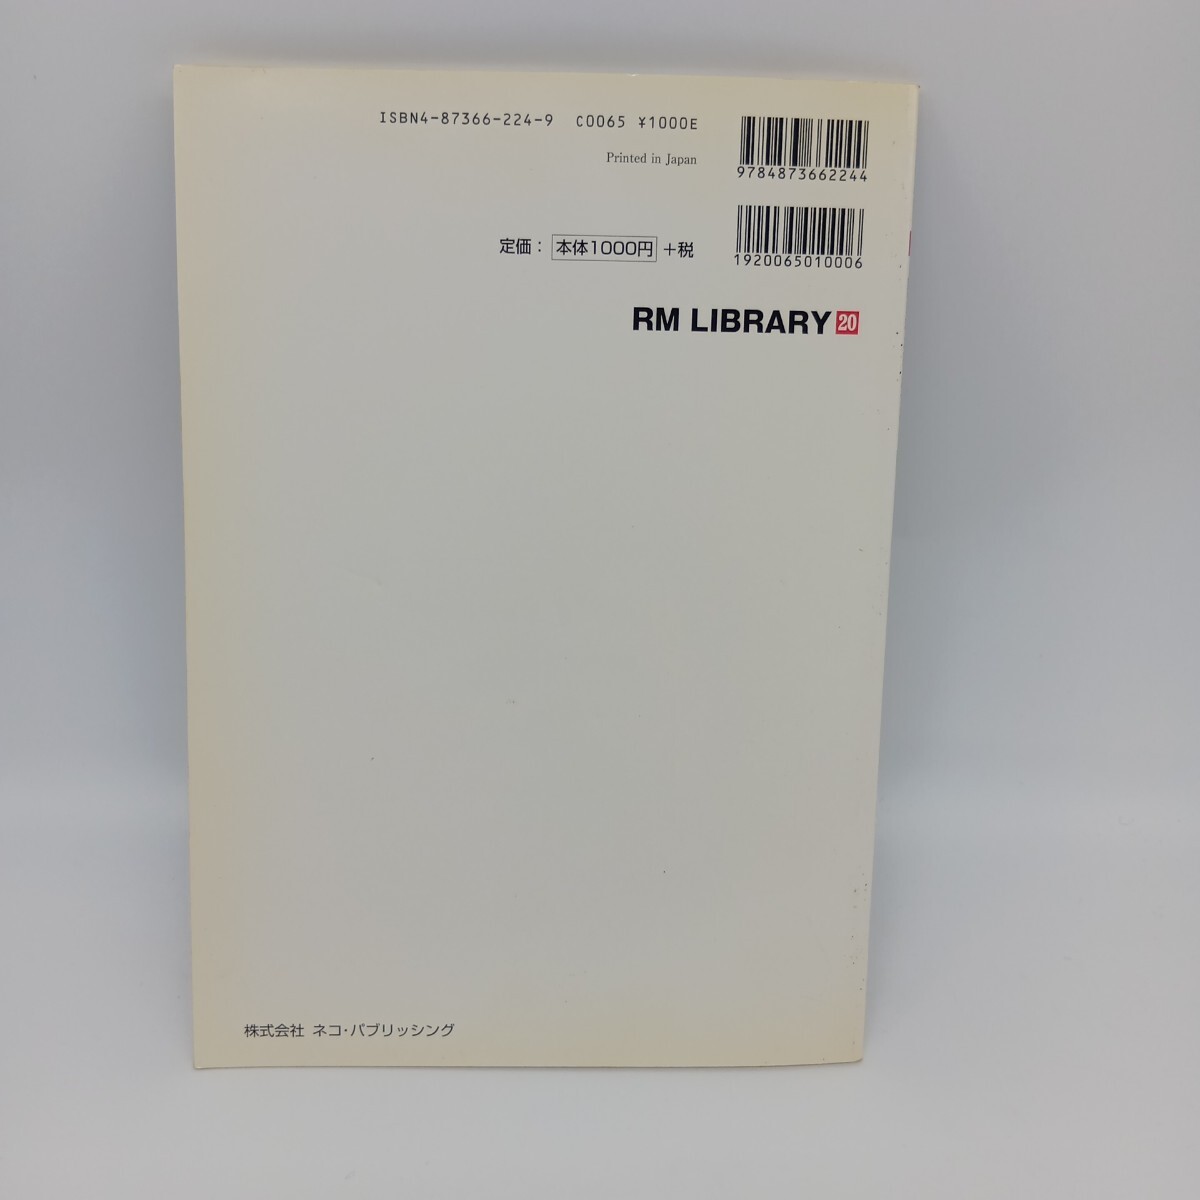 ISBN4-87366-224-9 C0065 ¥1000E
Printed in Japan
9784873662244
定価： 本体1000円 +税
1920065010006
RM LIBRARY 20
株式会社 ネコ・パブリッシング